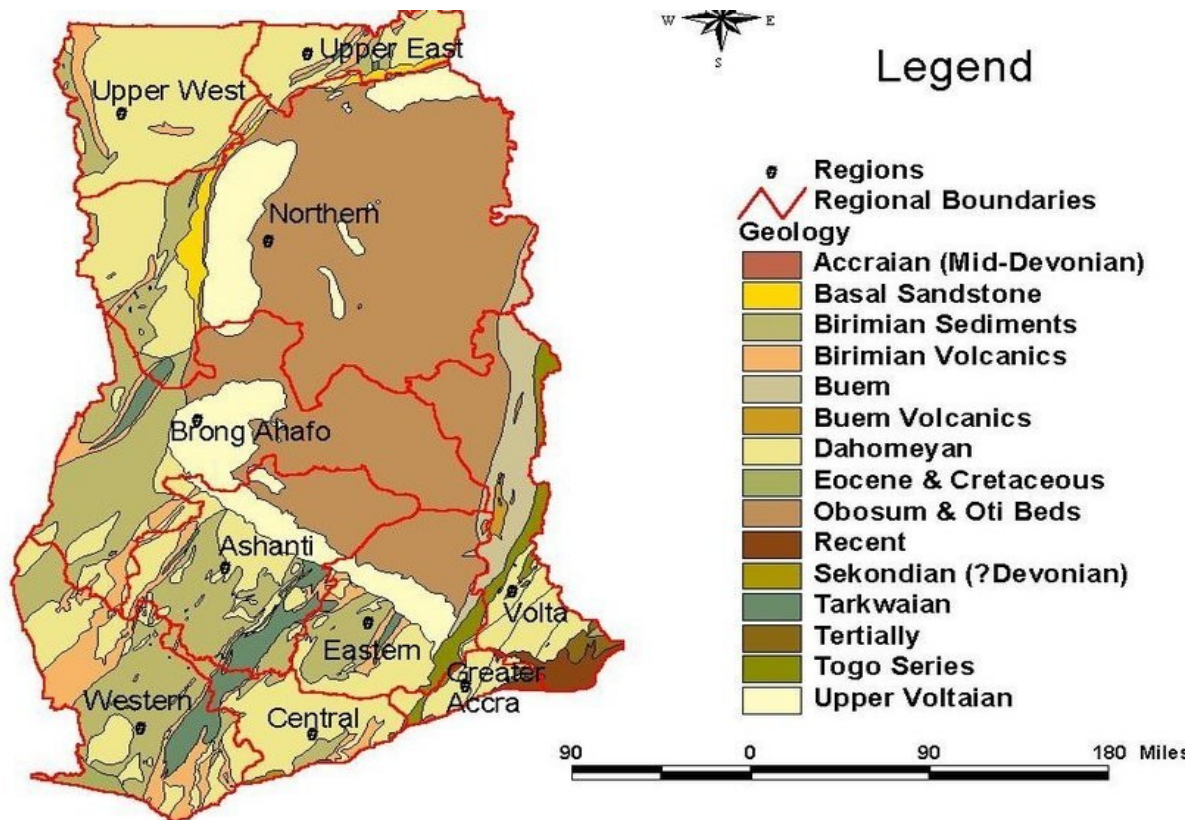 W E
S
Upper East
Upper West
Northern
Brong Ahafo
Ashanti
Volta
Eastern
Greater
Accra
Western
Central
Legend
Regions
Regional Boundaries
Geology
Accraian (Mid-Devonian)
Basal Sandstone
Birimian Sediments
Birimian Volcanics
Buem
Buem Volcanics
Dahomeyan
Eocene & Cretaceous
Obosum & Oti Beds
Recent
Sekondian (?Devonian)
Tarkwaian
Tertially
Togo Series
Upper Voltaian
90 0 90 180 Miles